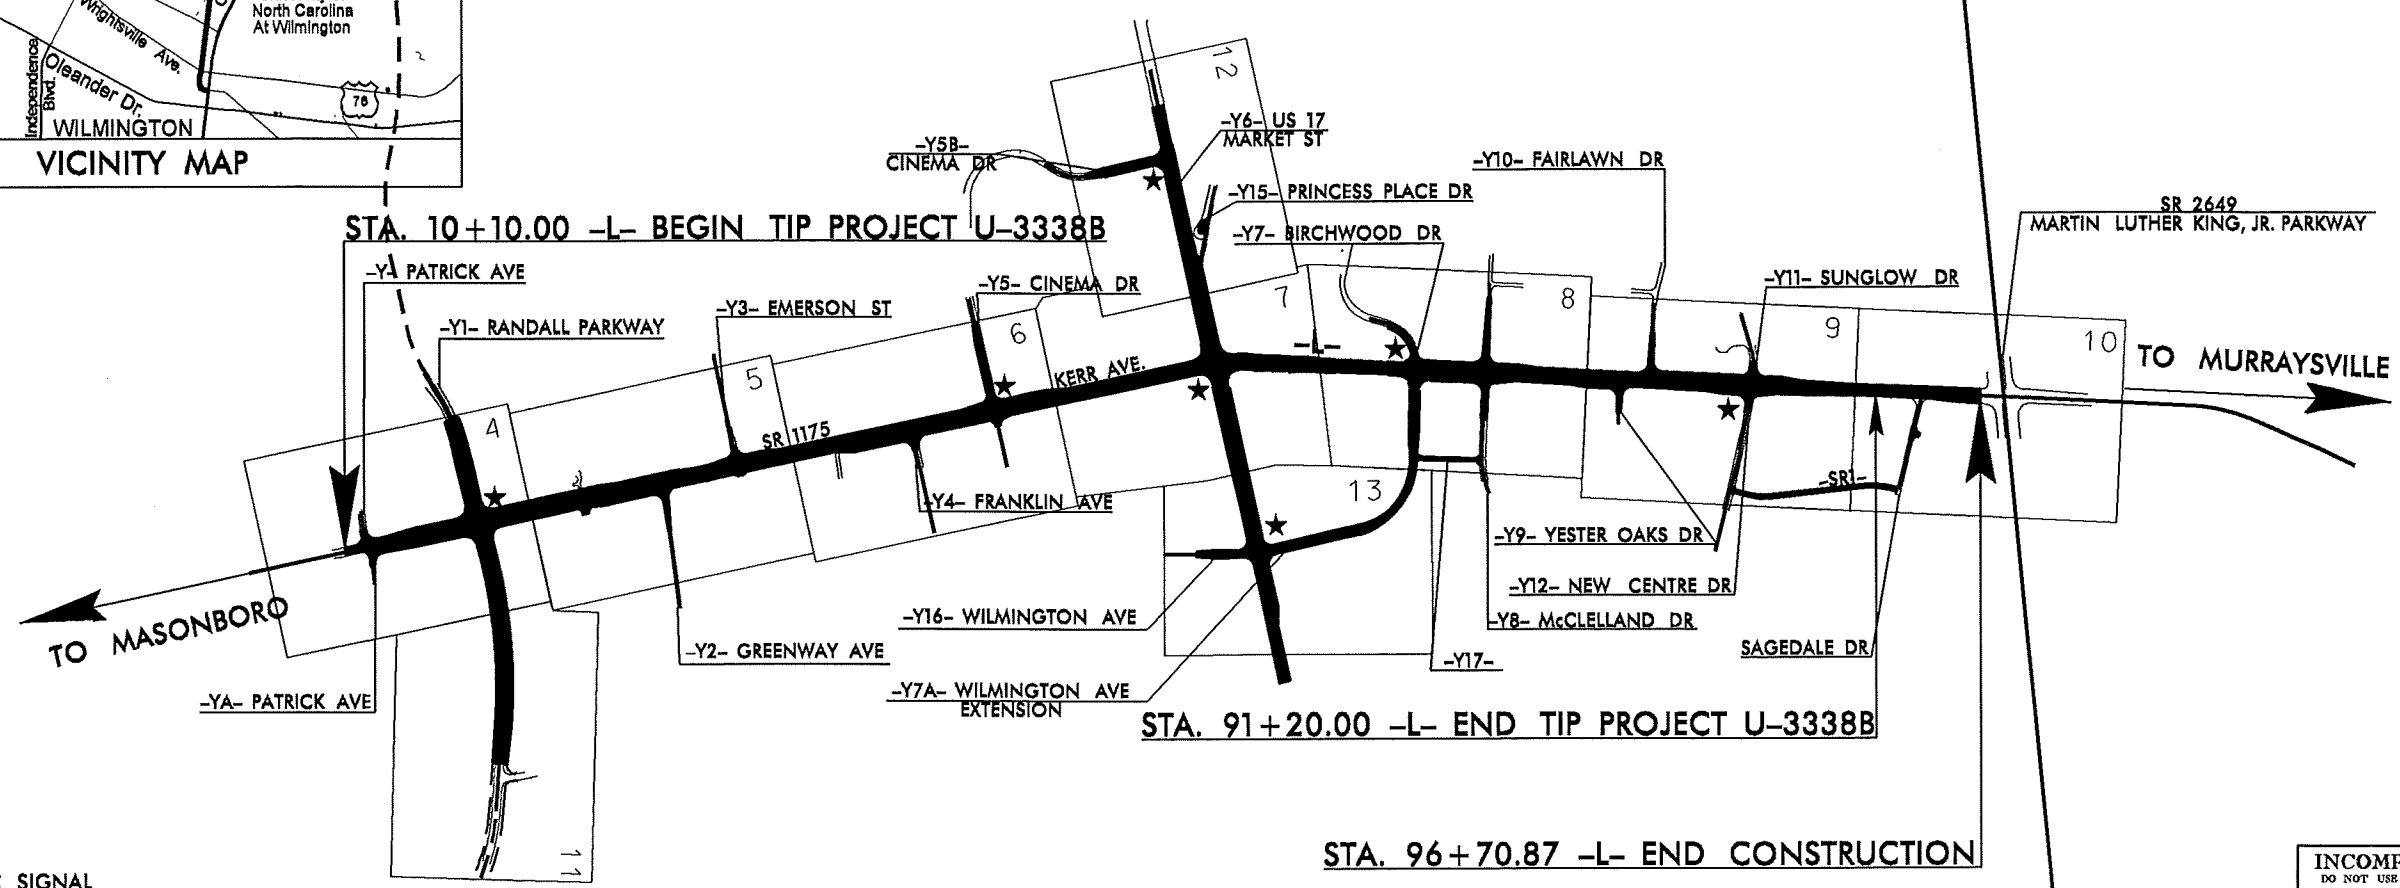 North Carolina
At Wilmington
Wrightsville Ave.
Independence
Blvd.
Oleander Dr.
76
WILMINGTON
VICINITY MAP
12
-Y6- US 17
MARKET ST
-Y5B-
CINEMA DR
-Y10- FAIRLAWN DR
-Y15- PRINCESS PLACE DR
SR 2649
MARTIN LUTHER KING, JR. PARKWAY
STA. 10+10.00 -L- BEGIN TIP PROJECT U-3338B
-Y7- BIRCHWOOD DR
-Y- PATRICK AVE
-Y5- CINEMA DR
-Y11- SUNGLOW DR
-Y3- EMERSON ST
-Y1- RANDALL PARKWAY
4
5
6
7
8
9
10
-L-
KERR AVE.
SR 1175
TO MURRAYSVILLE
13
-SR1-
-Y4- FRANKLIN AVE
-Y9- YESTER OAKS DR
-Y12- NEW CENTRE DR
-Y16- WILMINGTON AVE
-Y8- McCLELLAND DR
TO MASONBORO
-Y2- GREENWAY AVE
SAGEDALE DR
-Y17-
-YA- PATRICK AVE
-Y7A- WILMINGTON AVE
EXTENSION
STA. 91+20.00 -L- END TIP PROJECT U-3338B
11
STA. 96+70.87 -L- END CONSTRUCTION
SIGNAL
INCOMP
DO NOT USE